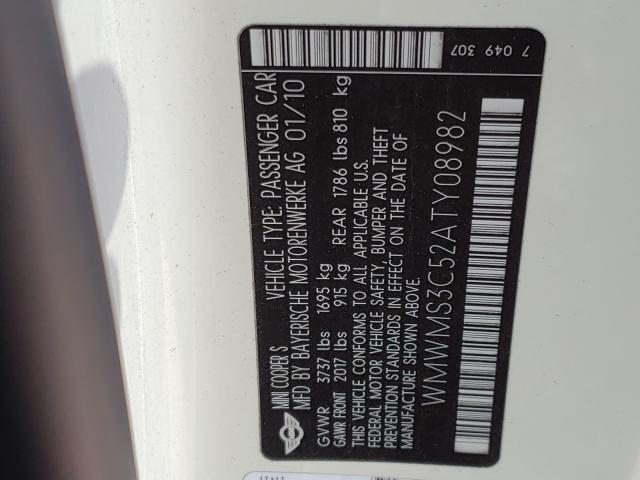 MINI COOPER S VEHICLE TYPE: PASSENGER CAR
MFD BY BAYERISCHE MOTORENWERKE AG 01/10
GVWR 3737 lbs 1695 kg
GAWR FRONT 2017 lbs 915 kg REAR 1786 lbs 810 kg
THIS VEHICLE CONFORMS TO ALL APPLICABLE U.S.
FEDERAL MOTOR VEHICLE SAFETY, BUMPER AND THEFT
PREVENTION STANDARDS IN EFFECT ON THE DATE OF
MANUFACTURE SHOWN ABOVE.
WMWMS3C52ATY08982
7 049 307